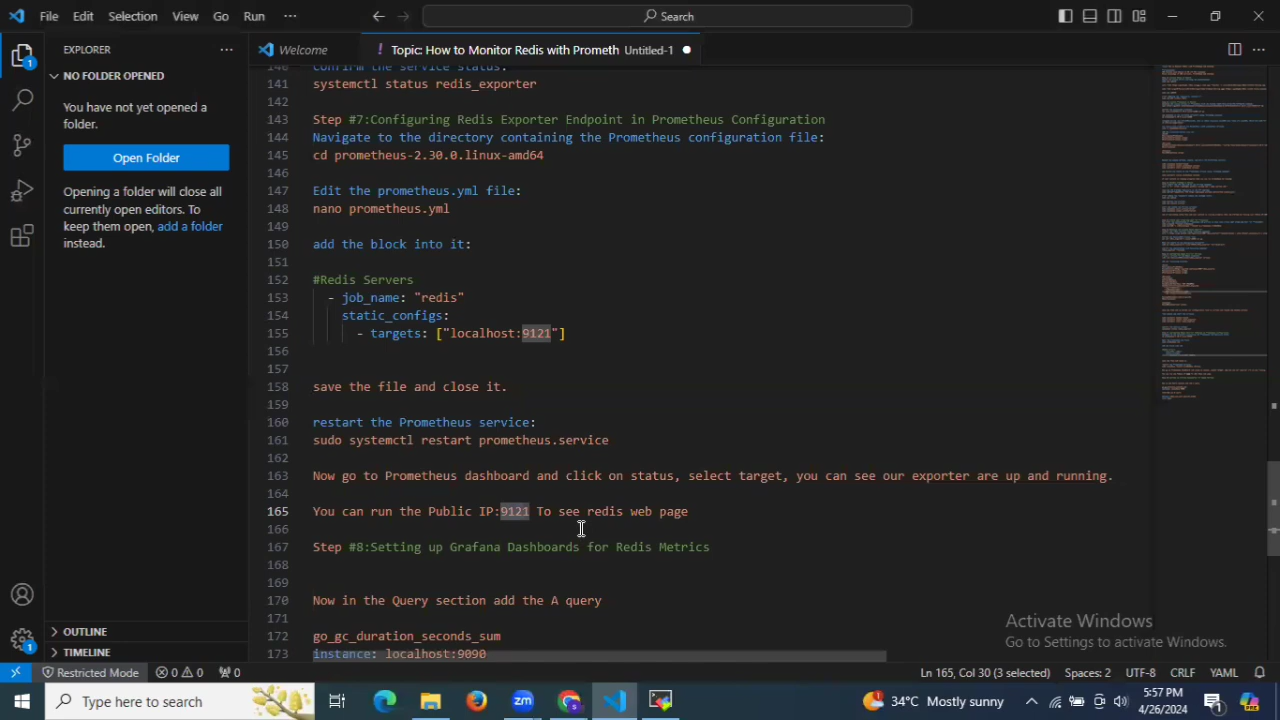 File Edit Selection View Go Run ··· Search
EXPLORER ··· Welcome ! Topic: How to Monitor Redis with Prometh Untitled-1
NO FOLDER OPENED
You have not yet opened a
folder.
Open Folder
Opening a folder will close all
currently open editors. To
keep them open, add a folder
instead.
140 Confirm the service status:
141 systemctl status redis_exporter
142
143 Step #7:Configuring Redis Exporter Endpoint as Prometheus Configuration
144 Navigate to the directory containing the prometheus configuration file:
145 cd prometheus-2.30.0.linux-amd64
146
147 Edit the prometheus.yml file:
148 nano prometheus.yml
149
150 add the block into it:
151
152 #Redis Servers
153 - job_name: "redis"
154 static_configs:
155 - targets: ["localhost:9121"]
156
157
158 Save the file and close it:
159
160 restart the Prometheus service:
161 sudo systemctl restart prometheus.service
162
163 Now go to Prometheus dashboard and click on status, select target, you can see our exporter are up and running.
164
165 You can run the Public IP:9121 To see redis web page
166
167 Step #8:Setting up Grafana Dashboards for Redis Metrics
168
169
170 Now in the Query section add the A query
171
172 go_gc_duration_seconds_sum
173 instance: localhost:9090
OUTLINE
TIMELINE
Activate Windows
Go to Settings to activate Windows.
Restricted Mode 0 0 0 Ln 165, Col 30 (3 selected) Spaces: 2 UTF-8 CRLF YAML
Type here to search 34°C Mostly sunny 5:57 PM
4/26/2024